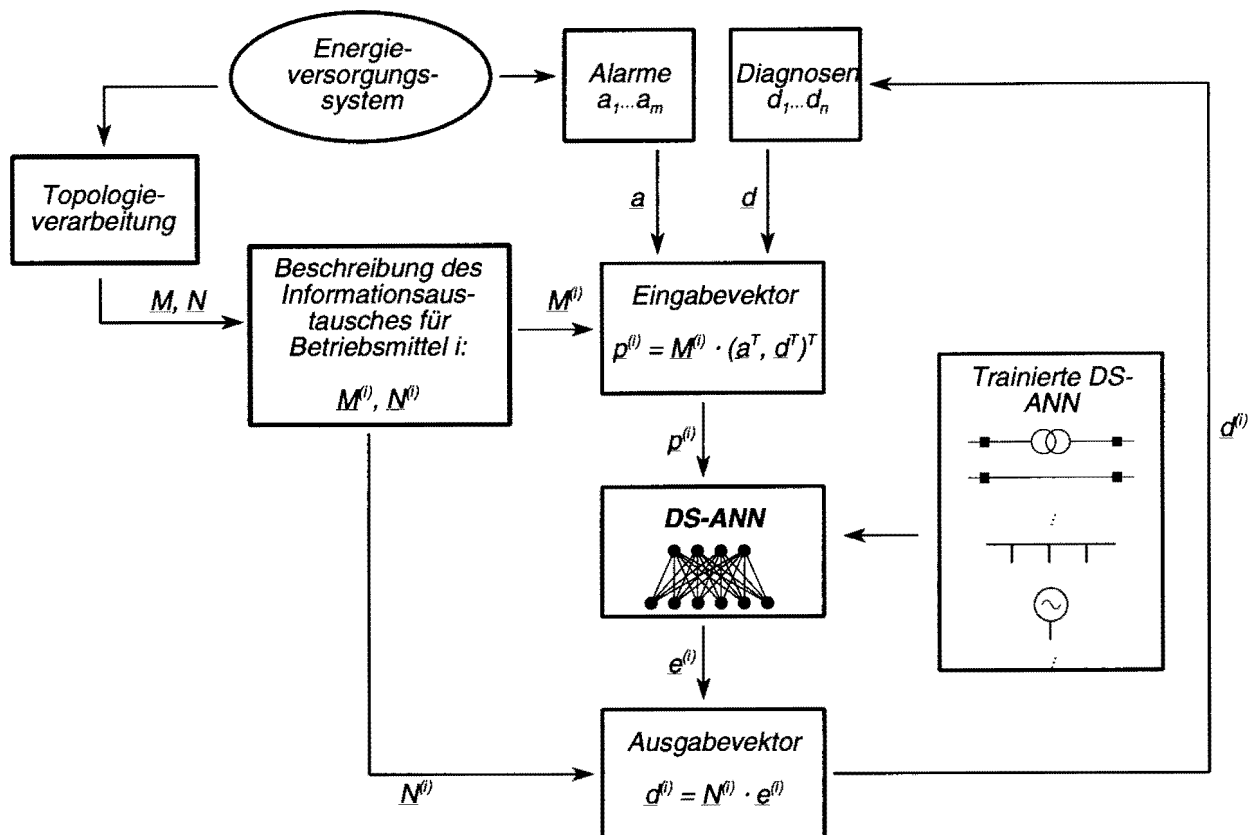 Energie-
versorgungs-
system
Alarme
a₁...aₘ
Diagnosen
d₁...dₙ
Topologie-
verarbeitung
a
d
M, N
Beschreibung des
Informationsaus-
tausches für
Betriebsmittel i:
M⁽ⁱ⁾, N⁽ⁱ⁾
M⁽ⁱ⁾
Eingabevektor
p⁽ⁱ⁾ = M⁽ⁱ⁾ · (aᵀ, dᵀ)ᵀ
p⁽ⁱ⁾
Trainierte DS-
ANN
d⁽ⁱ⁾
DS-ANN
e⁽ⁱ⁾
Ausgabevektor
d⁽ⁱ⁾ = N⁽ⁱ⁾ · e⁽ⁱ⁾
N⁽ⁱ⁾